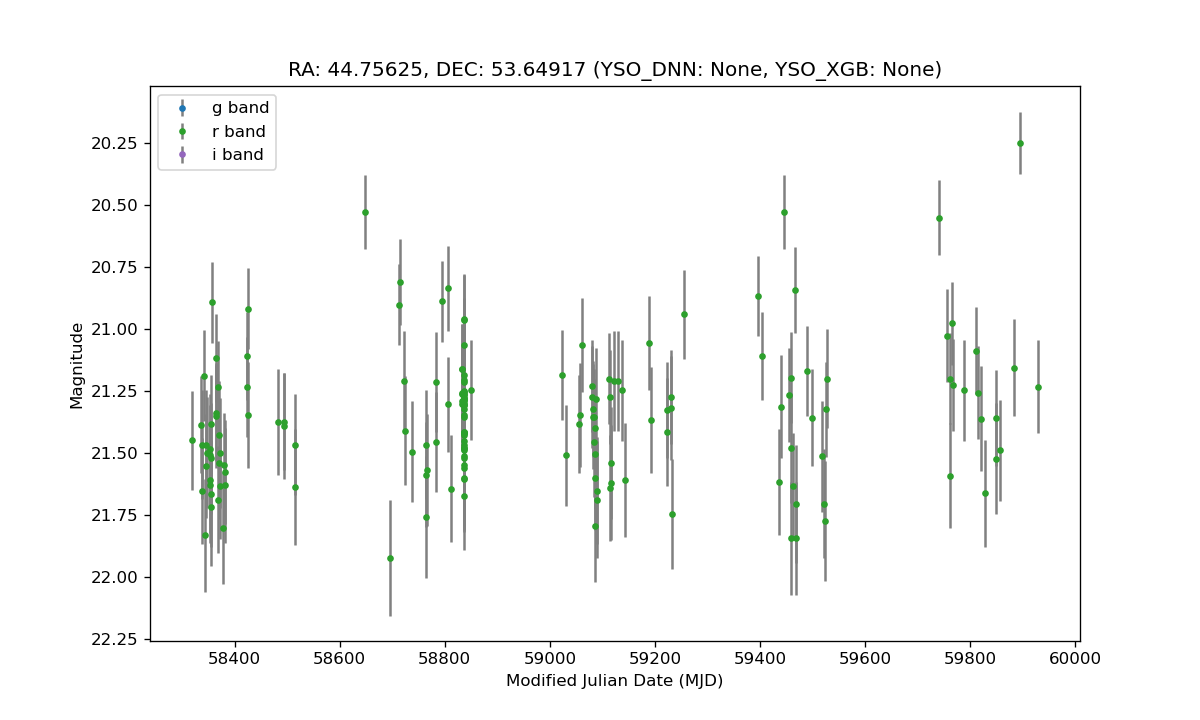 RA: 44.75625, DEC: 53.64917 (YSO_DNN: None, YSO_XGB: None)
g band
r band
i band
Magnitude
20.25
20.50
20.75
21.00
21.25
21.50
21.75
22.00
22.25
58400 58600 58800 59000 59200 59400 59600 59800 60000
Modified Julian Date (MJD)